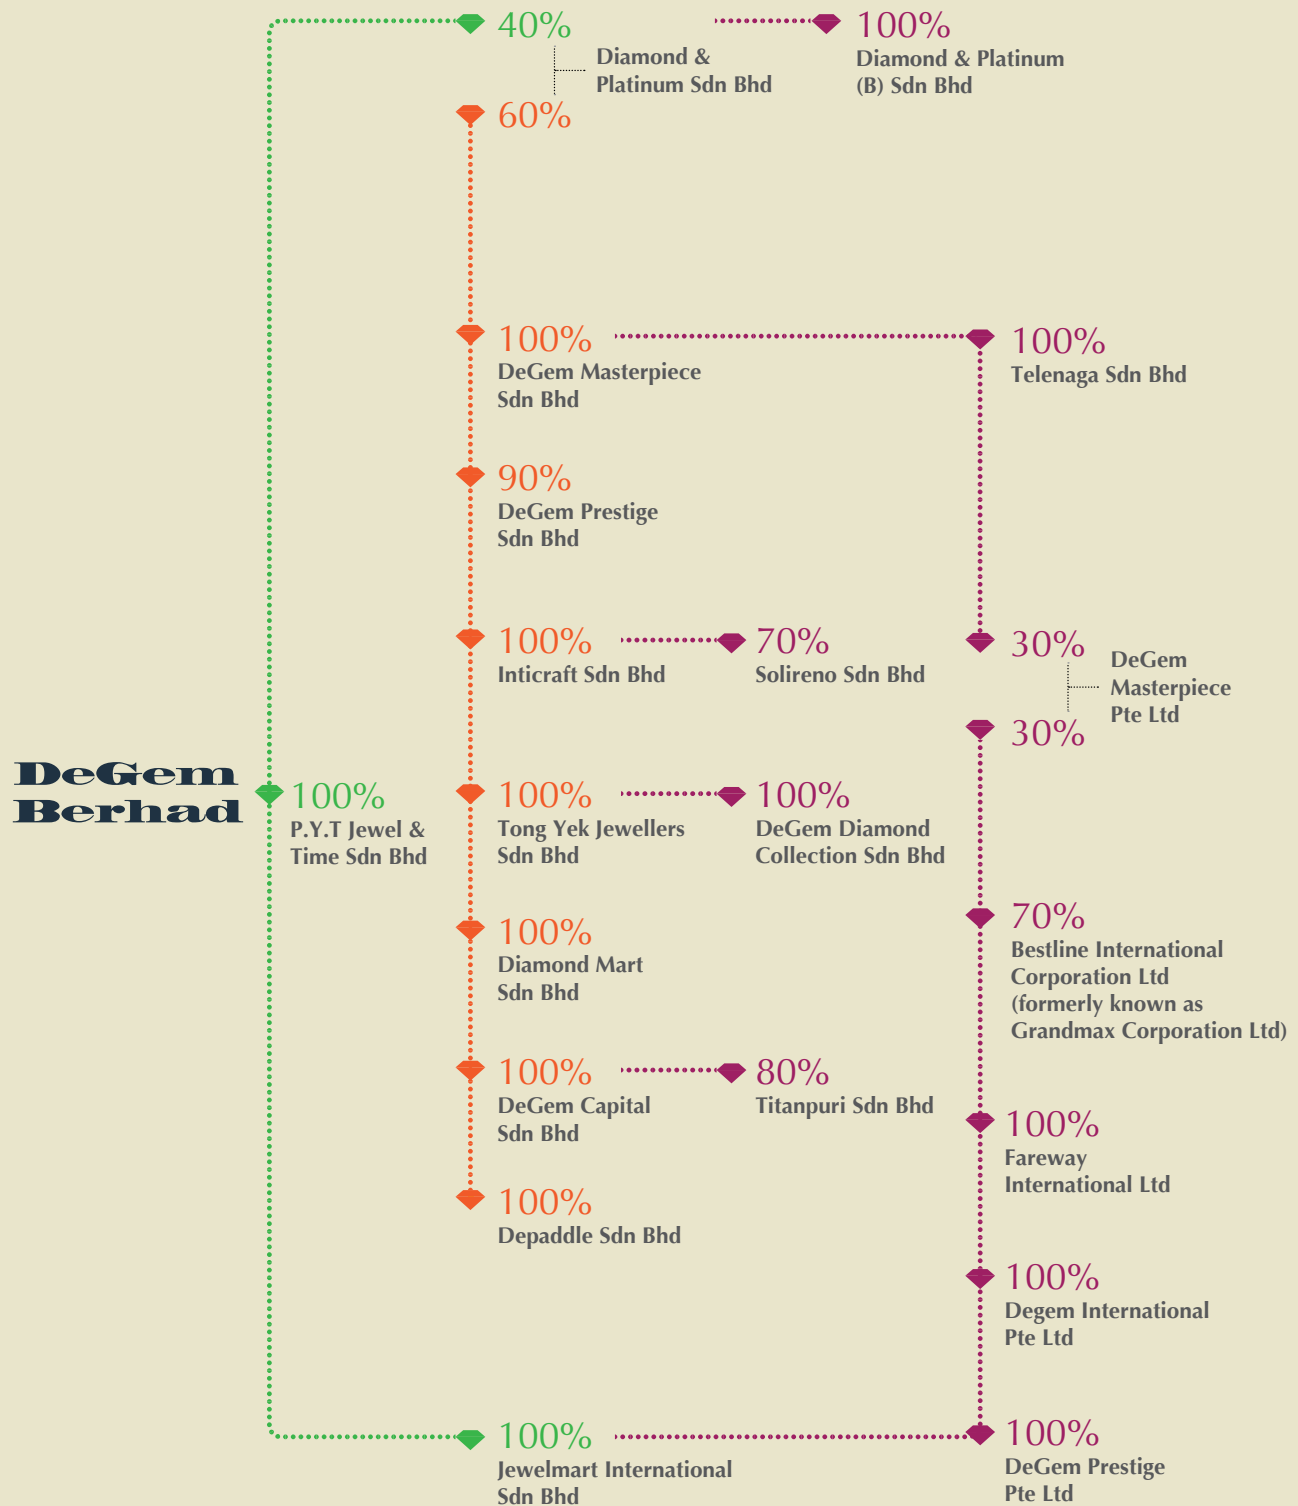 40%
Diamond &
Platinum Sdn Bhd
60%
100%
Diamond & Platinum
(B) Sdn Bhd
100%
DeGem Masterpiece
Sdn Bhd
100%
Telenaga Sdn Bhd
90%
DeGem Prestige
Sdn Bhd
100%
Inticraft Sdn Bhd
70%
Solireno Sdn Bhd
30%
DeGem
Masterpiece
Pte Ltd
30%
DeGem
Berhad
100%
P.Y.T Jewel &
Time Sdn Bhd
100%
Tong Yek Jewellers
Sdn Bhd
100%
DeGem Diamond
Collection Sdn Bhd
100%
Diamond Mart
Sdn Bhd
70%
Bestline International
Corporation Ltd
(formerly known as
Grandmax Corporation Ltd)
100%
DeGem Capital
Sdn Bhd
80%
Titanpuri Sdn Bhd
100%
Fareway
International Ltd
100%
Depaddle Sdn Bhd
100%
Degem International
Pte Ltd
100%
Jewelmart International
Sdn Bhd
100%
DeGem Prestige
Pte Ltd